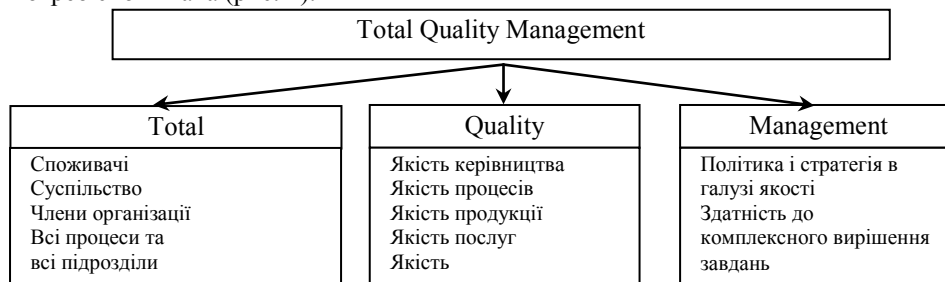 Total Quality Management
Total
Споживачі
Суспільство
Члени організації
Всі процеси та
всі підрозділи
Quality
Якість керівництва
Якість процесів
Якість продукції
Якість послуг
Якість
Management
Політика і стратегія в
галузі якості
Здатність до
комплексного вирішення
завдань